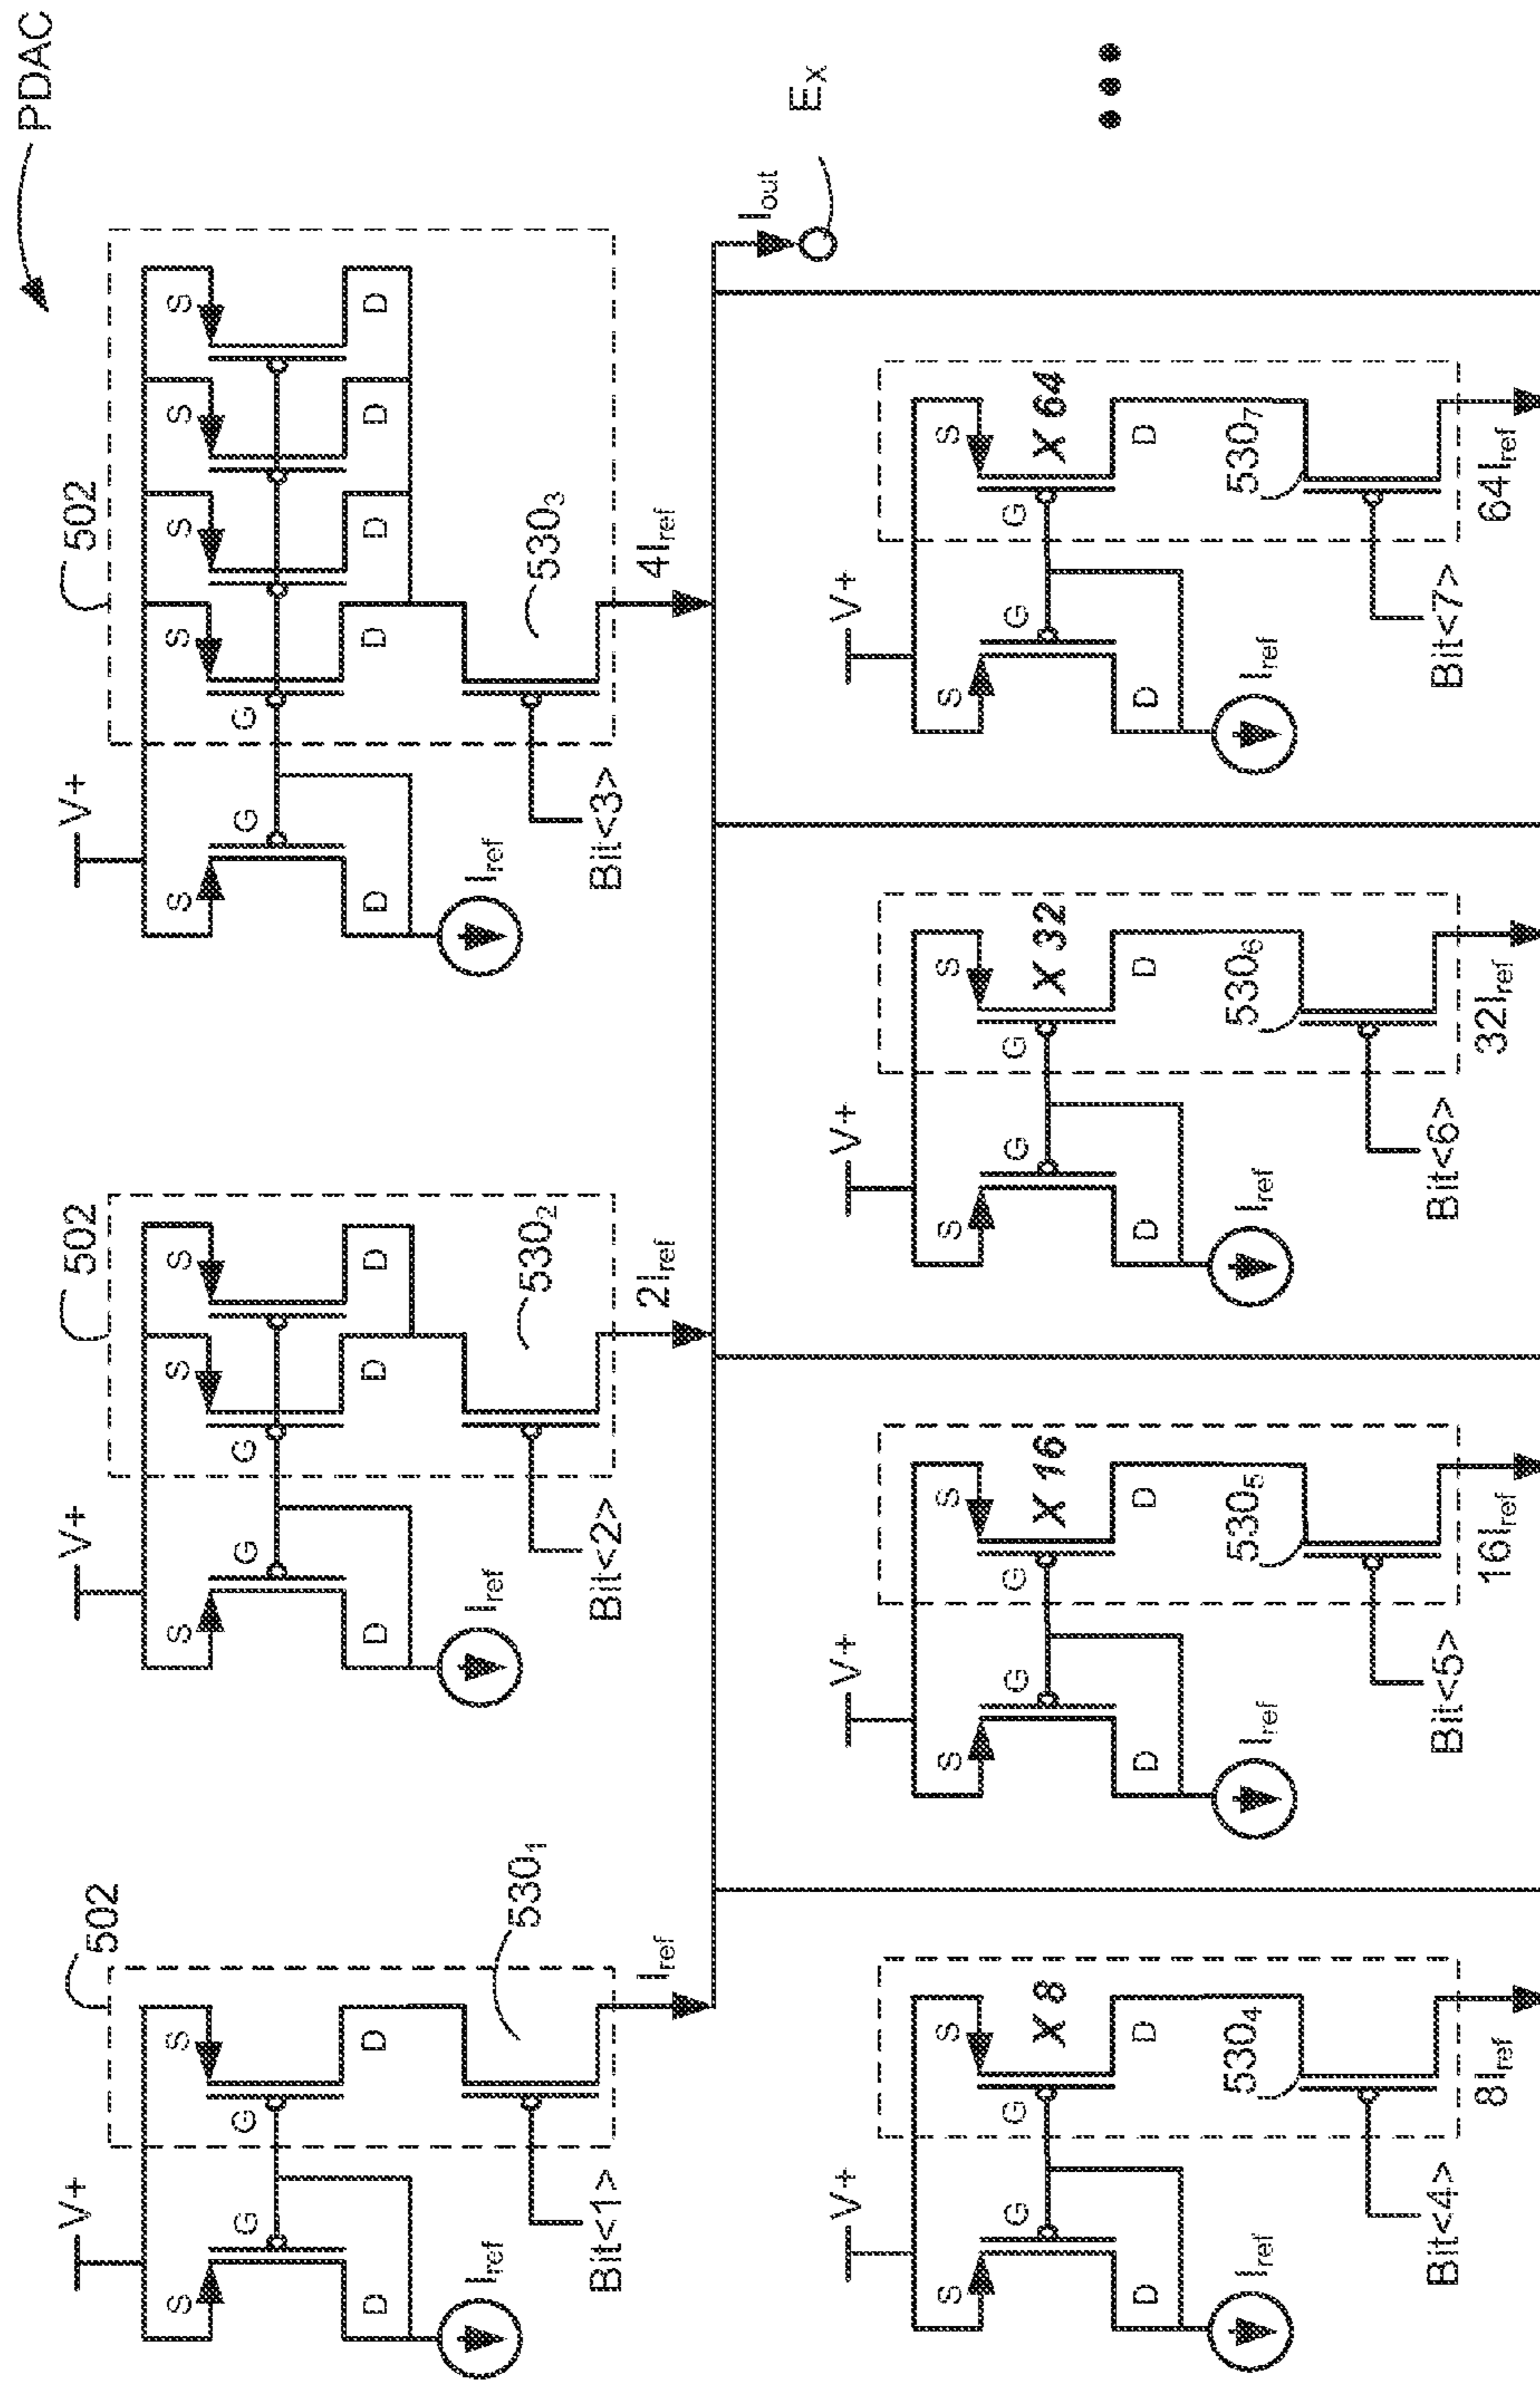 PDAC
502
502
502
V+
S
S
G
G
D
D
530₁
Iref
Bit<1>
Iref
V+
S
S
S
G
G
D
D
D
530₂
Iref
Bit<2>
2Iref
V+
S
S
S
S
S
G
G
D
D
D
D
D
530₃
Iref
Bit<3>
4Iref
Iout
Ex
V+
S
S
G
G
X 8
D
D
530₄
Iref
Bit<4>
8Iref
V+
S
S
G
G
X 16
D
D
530₅
Iref
Bit<5>
16Iref
V+
S
S
G
G
X 32
D
D
530₆
Iref
Bit<6>
32Iref
V+
S
S
G
G
X 64
D
D
530₇
Iref
Bit<7>
64Iref